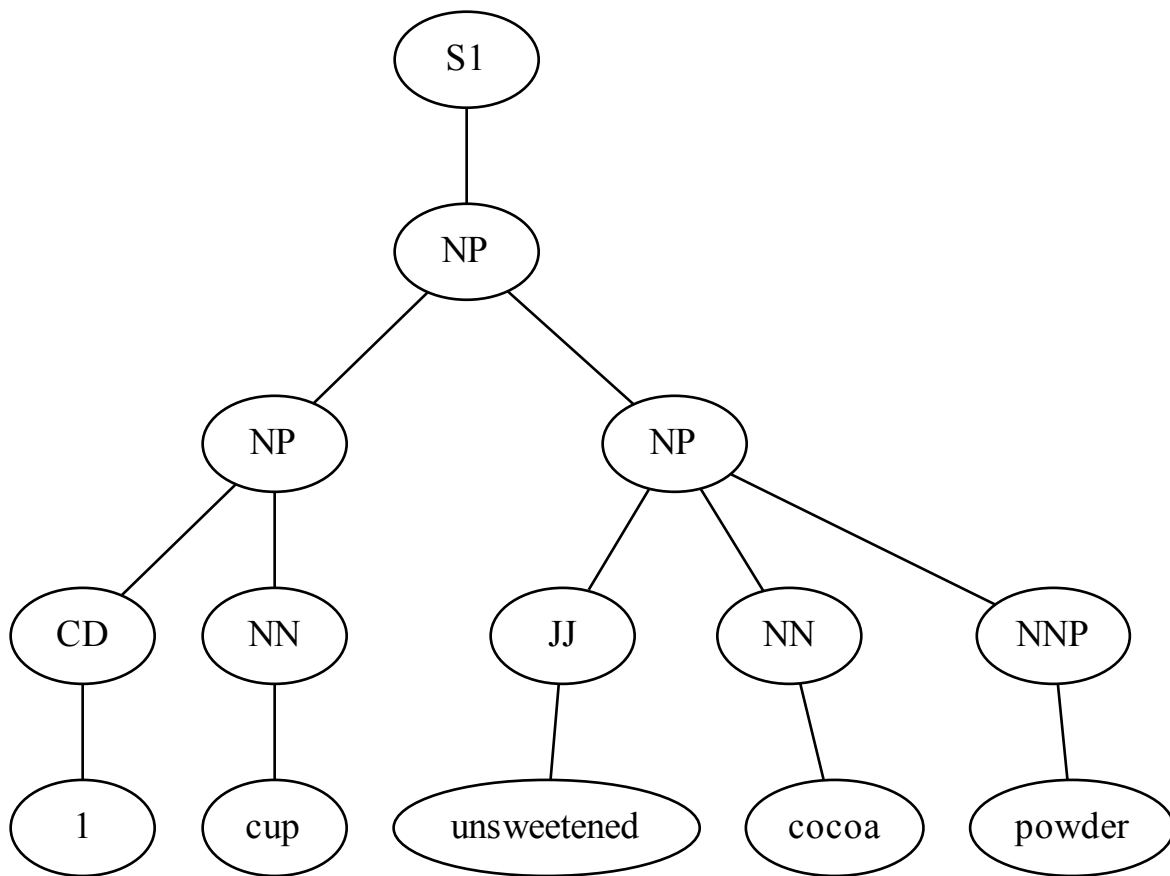 S1
NP
NP NP
CD NN JJ NN NNP
1 cup unsweetened cocoa powder